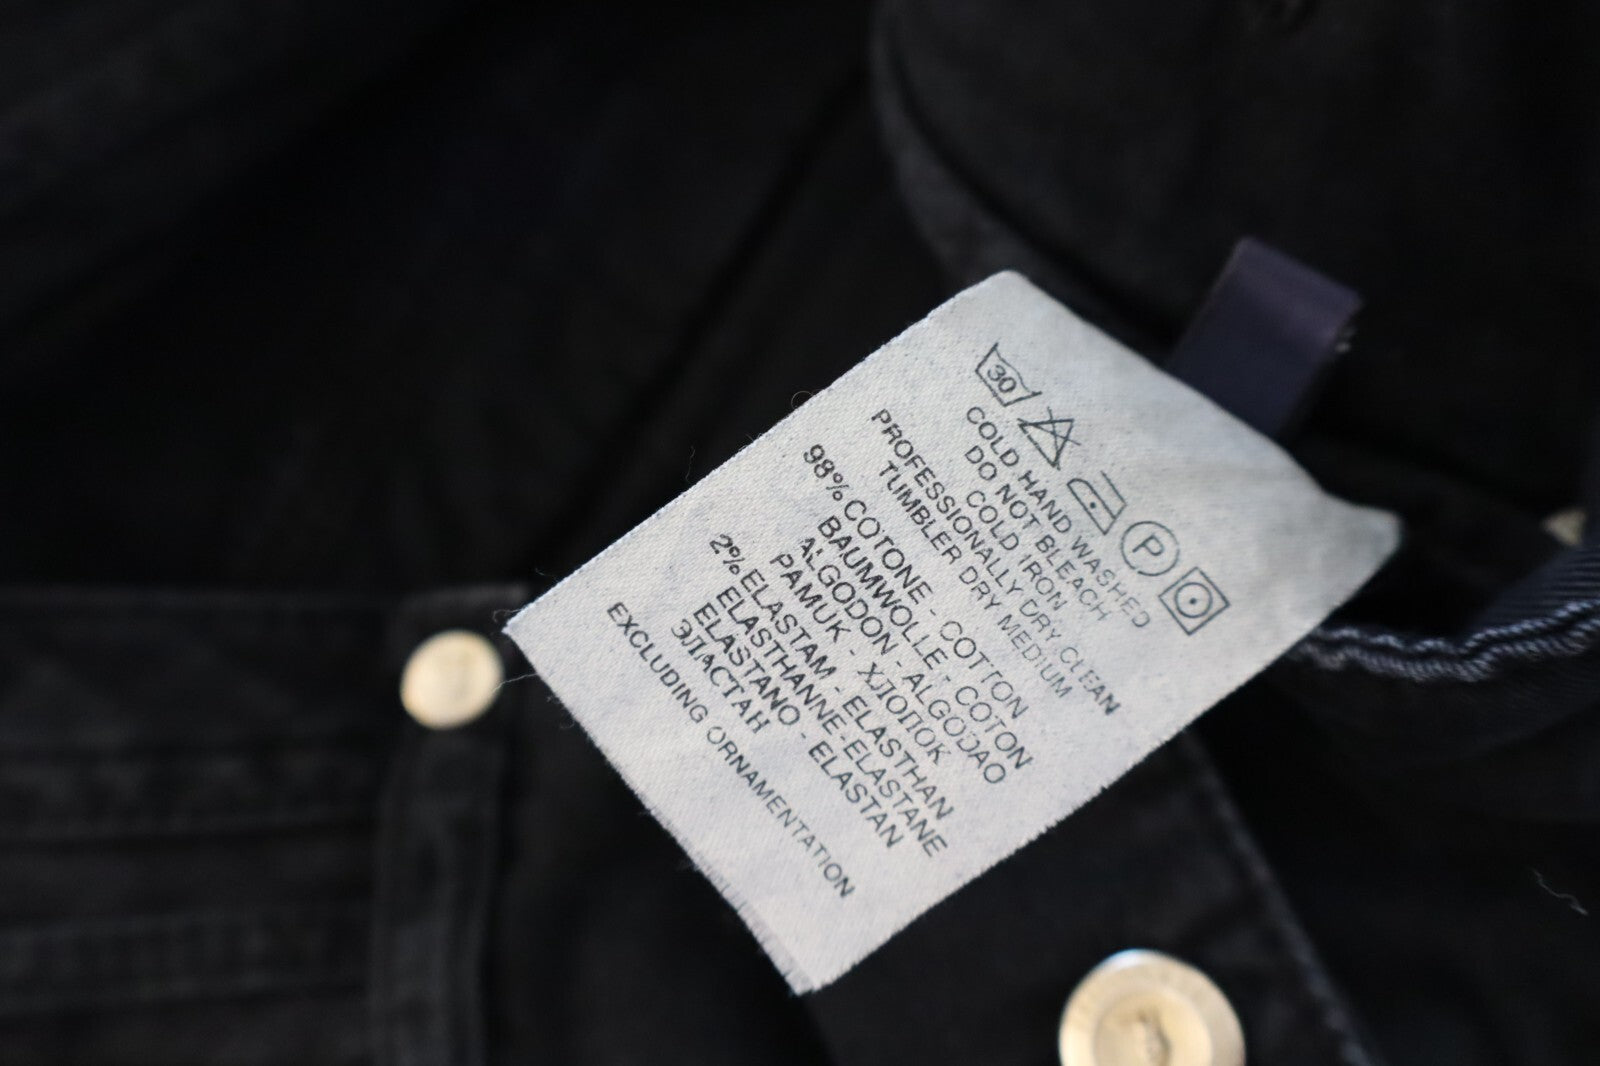 30 P
COLD HAND WASHED
DO NOT BLEACH
COLD IRON
PROFESSIONALLY DRY CLEAN
TUMBLER DRY MEDIUM
98% COTONE - COTTON
BAUMWOLLE - COTON
ALGODON - ALGODAO
PAMUK - ХЛОПОК
2% ELASTAM - ELASTHAN
ELASTHANNE-ELASTANE
ELASTANO - ELASTAN
ЭЛАСТАН
EXCLUDING ORNAMENTATION